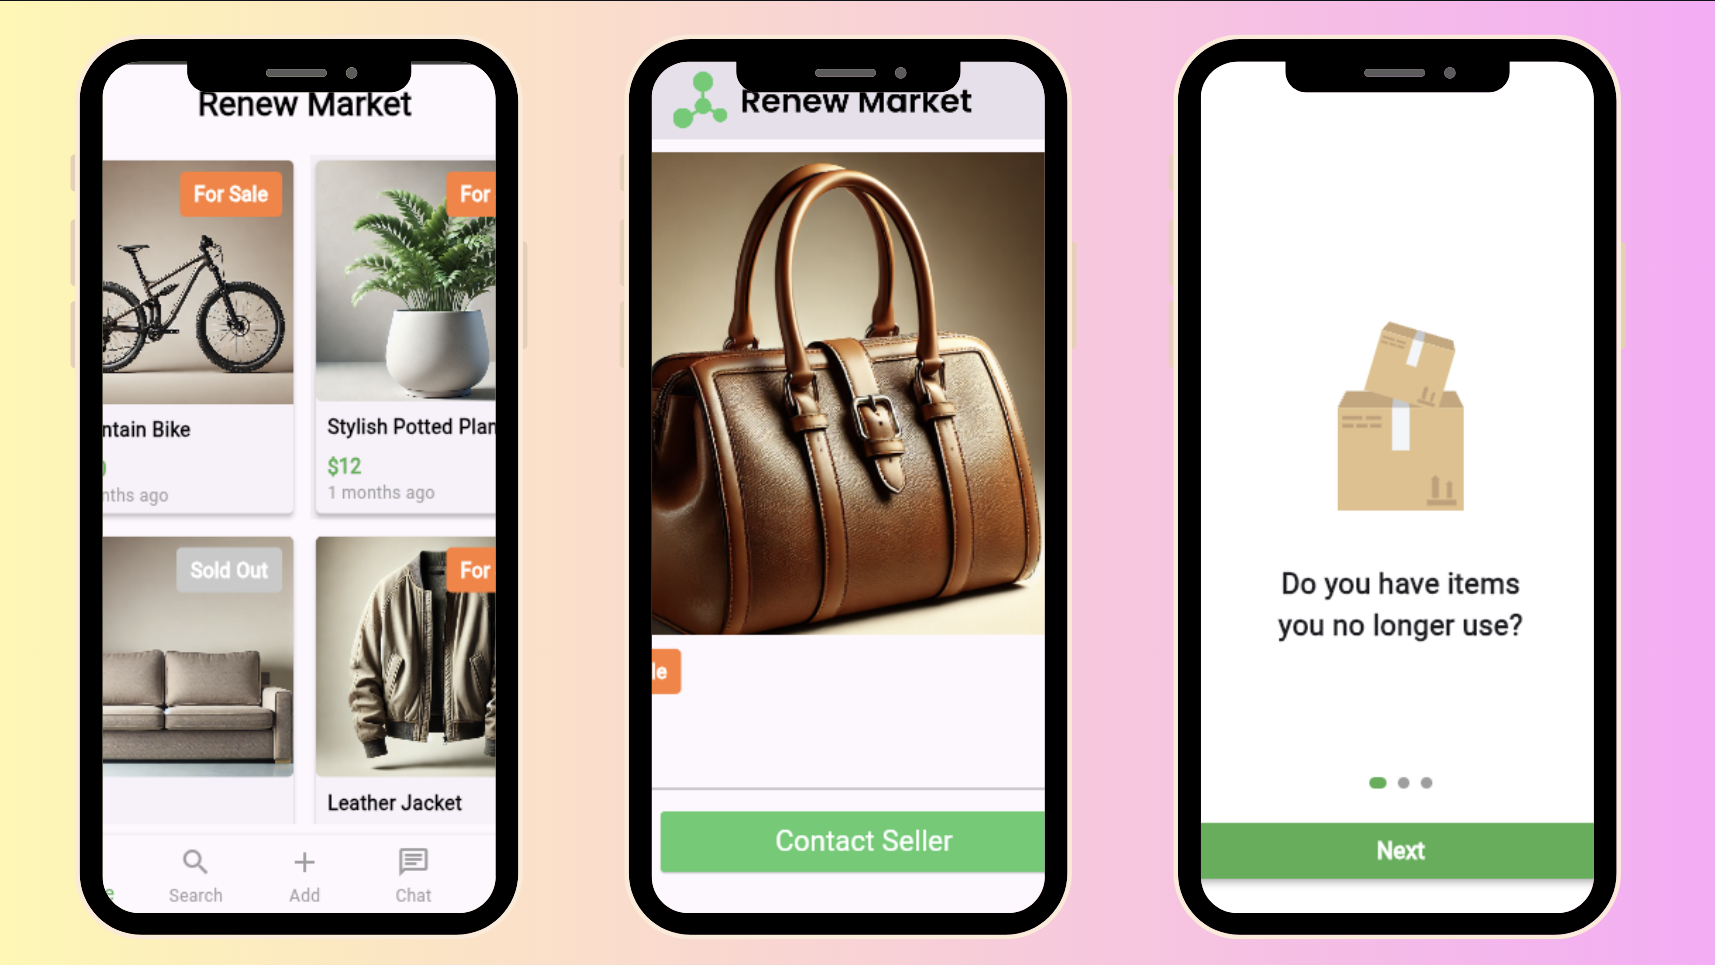 Renew Market
For Sale
For
ntain Bike
nths ago
Stylish Potted Plan
$12
1 months ago
Sold Out
For
Leather Jacket
e
Search
Add
Chat
Renew Market
le
Contact Seller
Do you have items
you no longer use?
Next